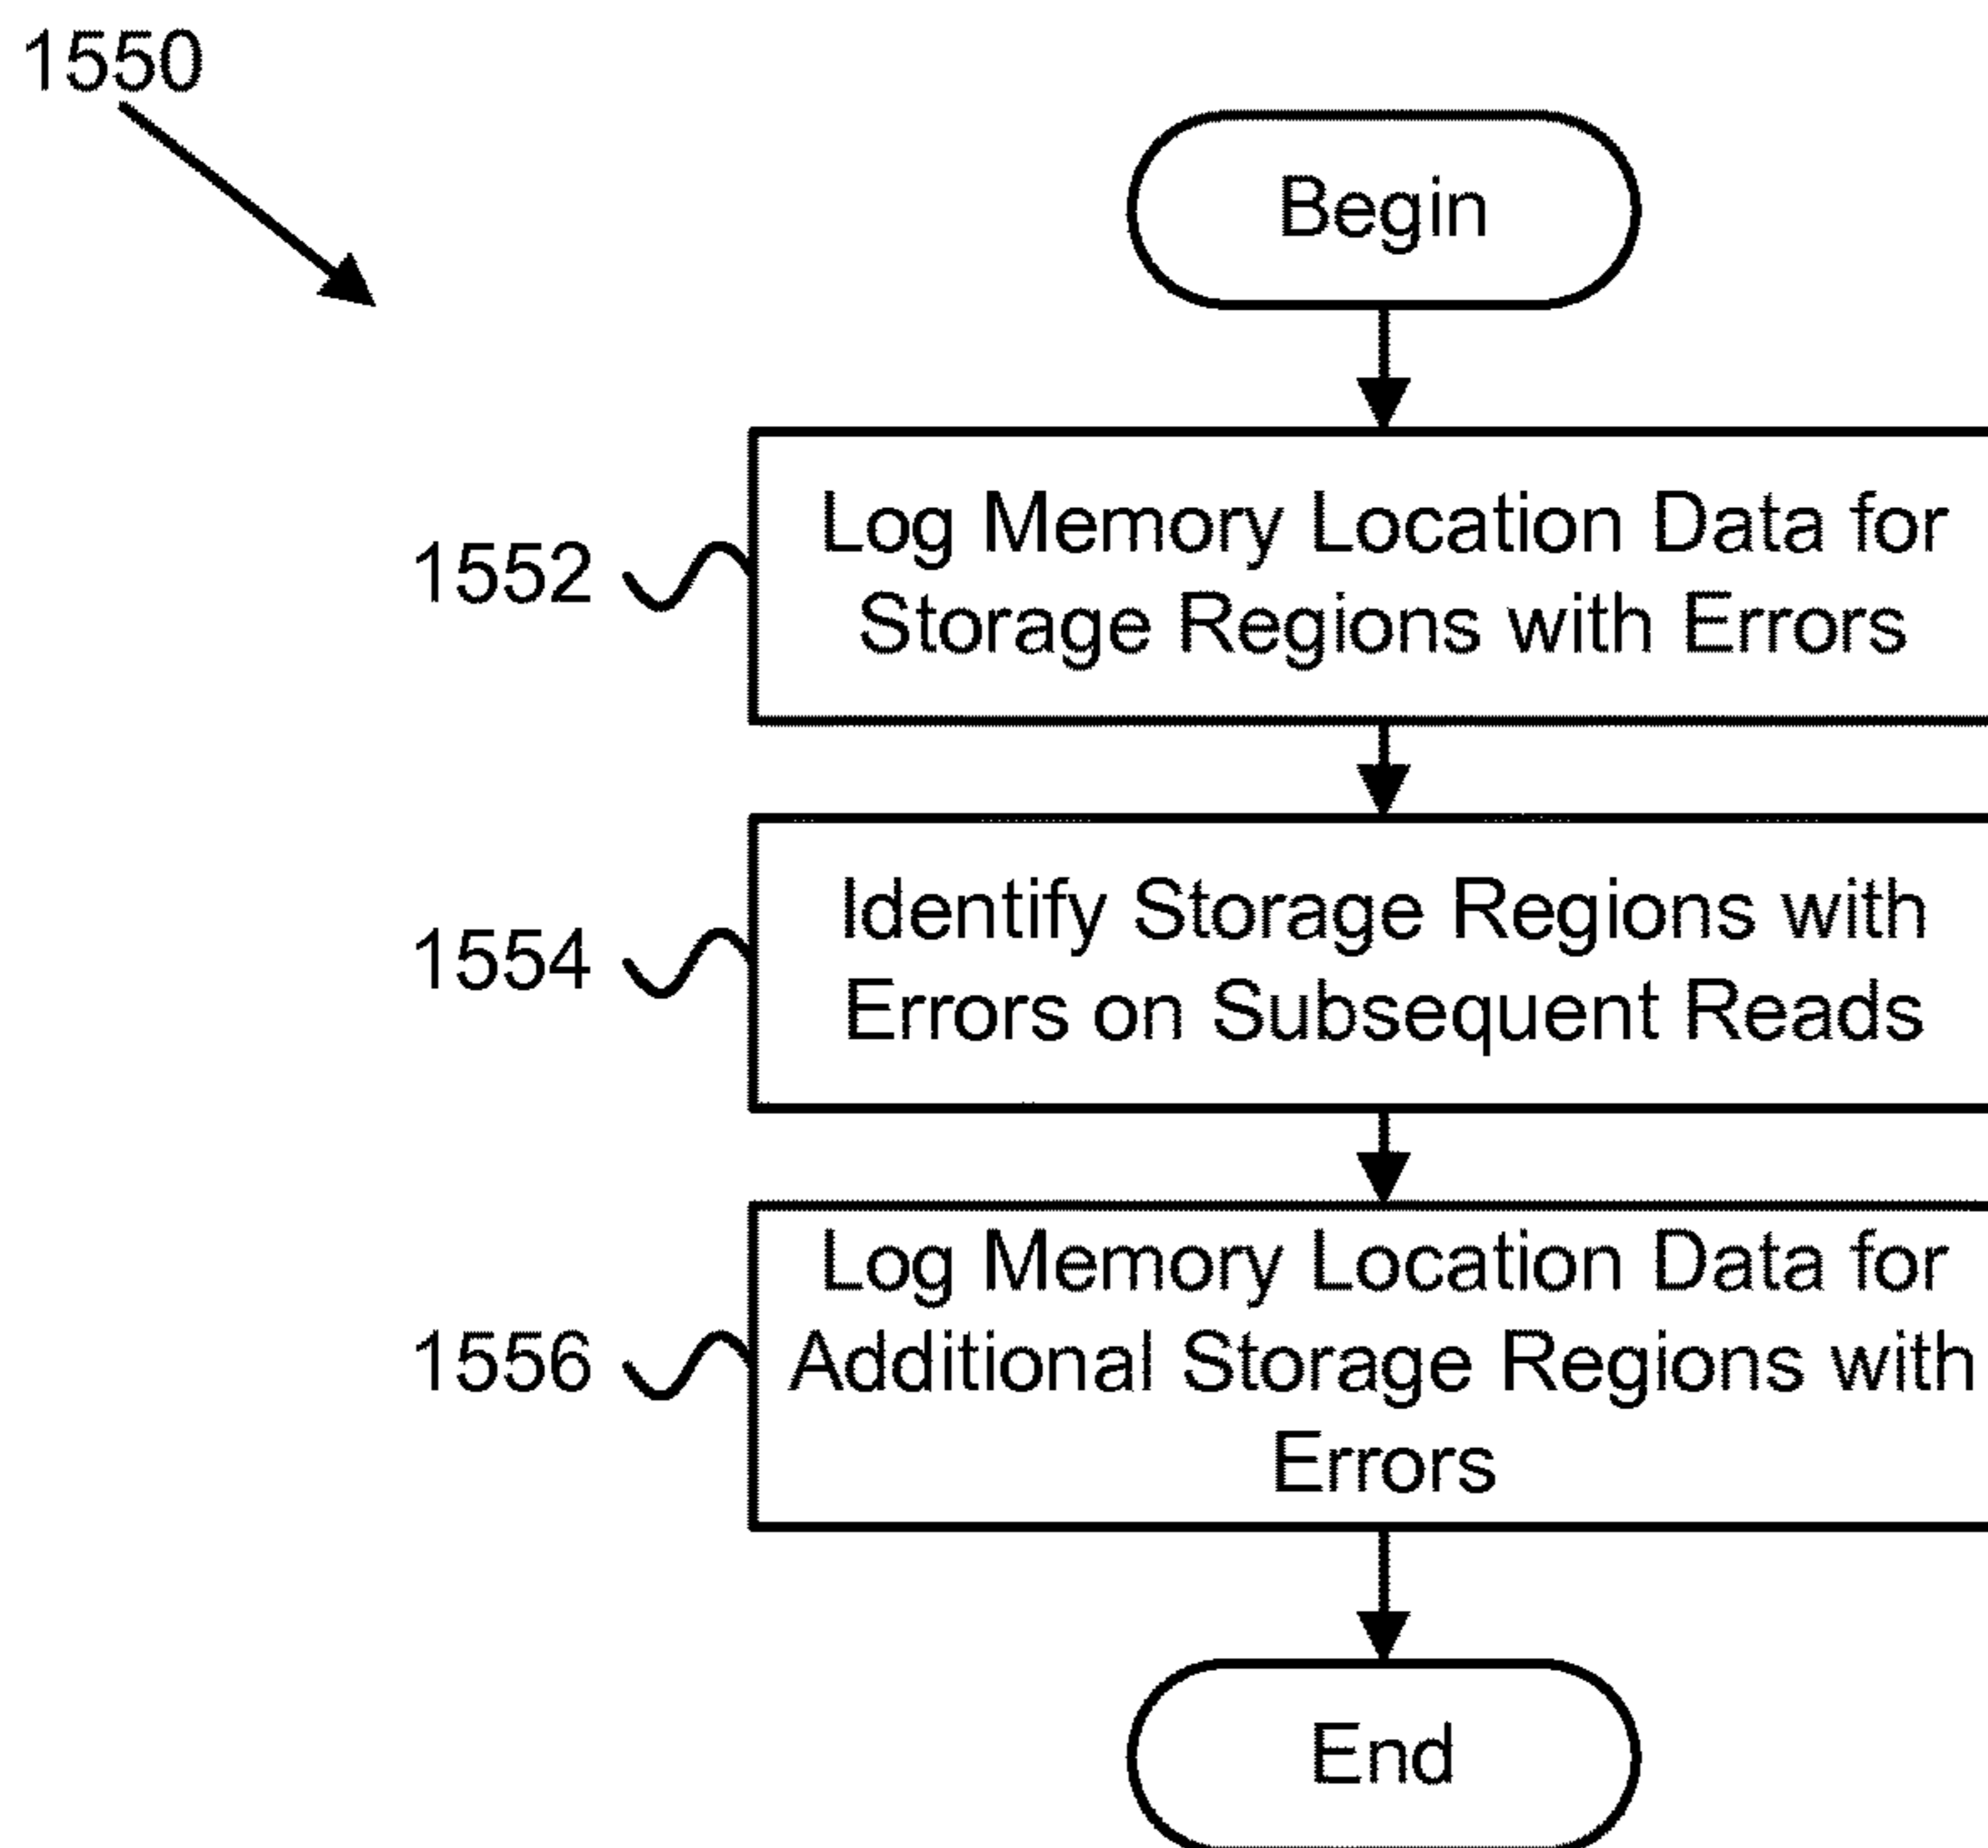 1550
Begin
1552
Log Memory Location Data for
Storage Regions with Errors
1554
Identify Storage Regions with
Errors on Subsequent Reads
1556
Log Memory Location Data for
Additional Storage Regions with
Errors
End